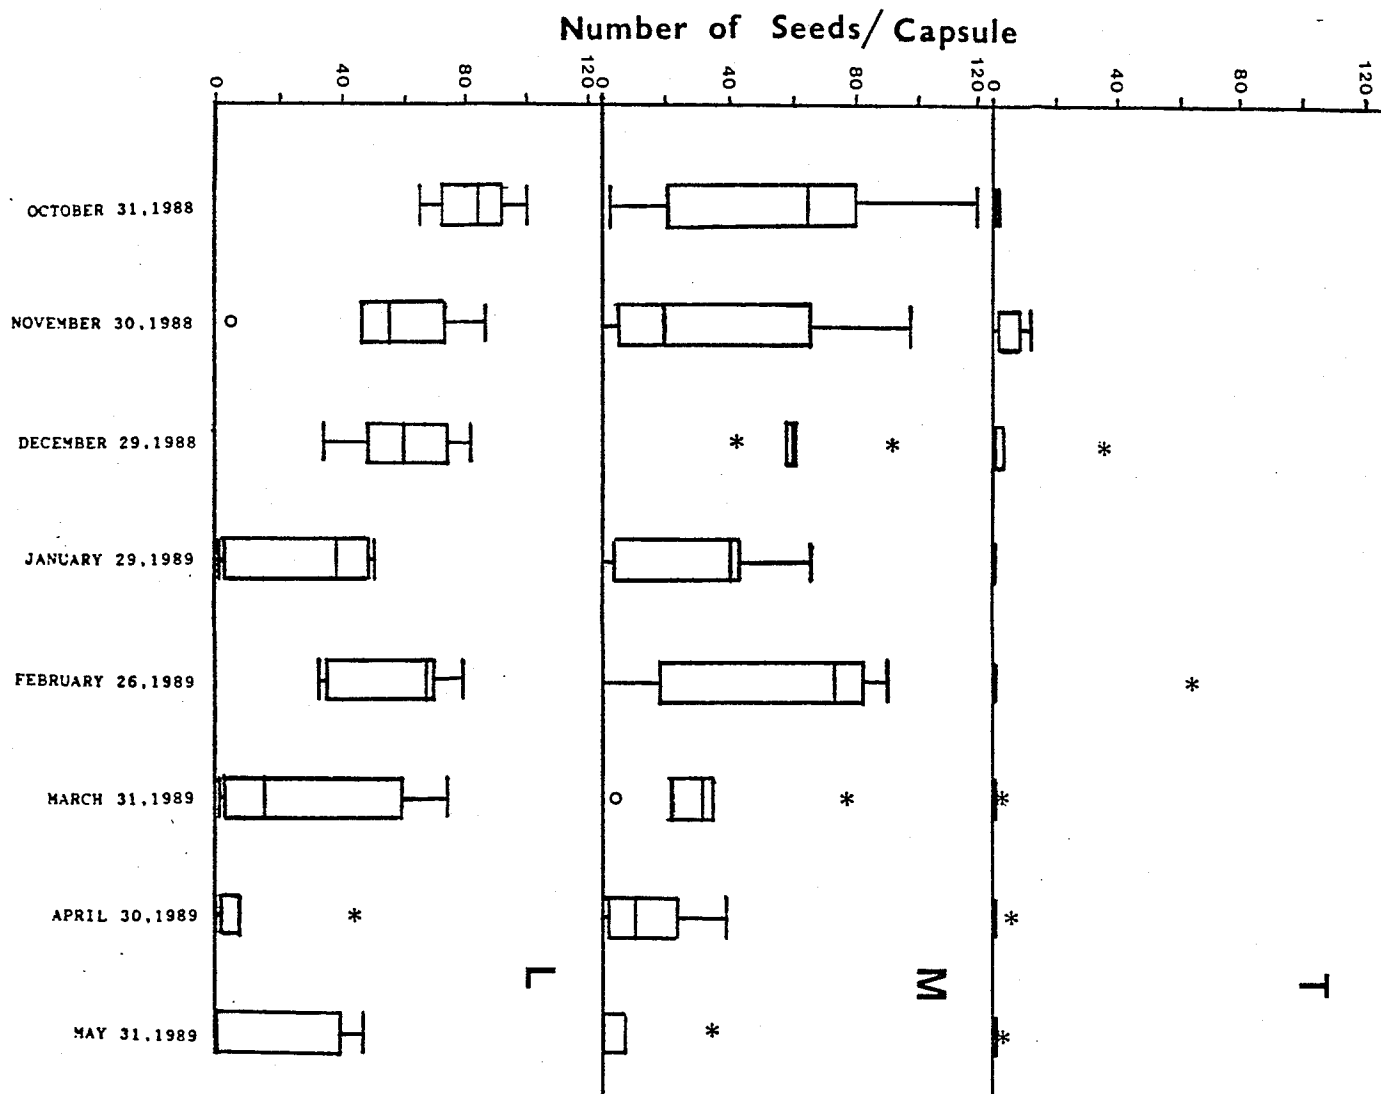 Number of Seeds/Capsule
0 40 80 120
0 40 80 120
0 40 80 120
OCTOBER 31,1988
NOVEMBER 30,1988
DECEMBER 29,1988
JANUARY 29,1989
FEBRUARY 26,1989
MARCH 31,1989
APRIL 30,1989
L M T
MAY 31,1989